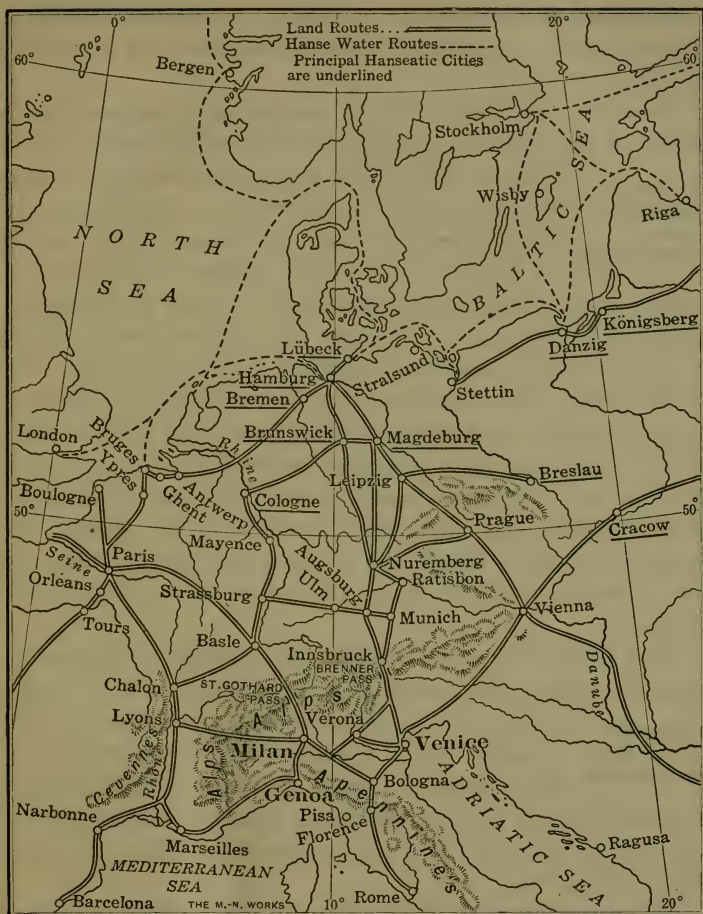 0°
20°
Land Routes...
Hanse Water Routes
Principal Hanseatic Cities
are underlined
60°
60°
Bergen
Stockholm
Wisby
Riga
NORTH
SEA
BALTIC SEA
Königsberg
Danzig
Lübeck
Stralsund
Hamburg
Stettin
Bremen
London
Bruges
Ypres
Rhine
Brunswick
Magdeburg
Breslau
Leipzig
Antwerp
Ghent
Boulogne
Cologne
50°
50°
Cracow
Prague
Mayence
Seine
Paris
Augsburg
Ulm
Nuremberg
Ratisbon
Orleans
Strassburg
Vienna
Tours
Munich
Basle
Innsbruck
BRENNER
PASS
Danube
Chalon
ST. GOTHARD
PASS
Lyons
Alps
Verona
Milan
Venice
Cevennes
Rhone
Alps
Bologna
Genoa
Apennines
ADRIATIC SEA
Pisa
Florence
Narbonne
Marseilles
Ragusa
MEDITERRANEAN
SEA
Barcelona
THE M.-N. WORKS
10°
Rome
20°